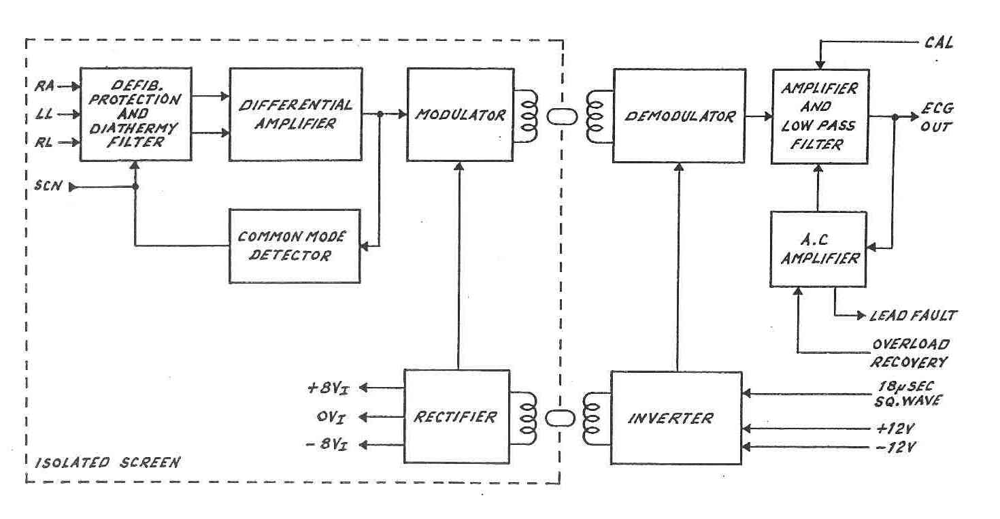 CAL
RA
LL
RL
DEFIB.
PROTECTION
AND
DIATHERMY
FILTER
DIFFERENTIAL
AMPLIFIER
MODULATOR
DEMODULATOR
AMPLIFIER
AND
LOW PASS
FILTER
ECG
OUT
SCN
COMMON MODE
DETECTOR
A.C
AMPLIFIER
LEAD FAULT
OVERLOAD
RECOVERY
+8VI
0VI
-8VI
RECTIFIER
INVERTER
18μSEC
SQ.WAVE
+12V
-12V
ISOLATED SCREEN